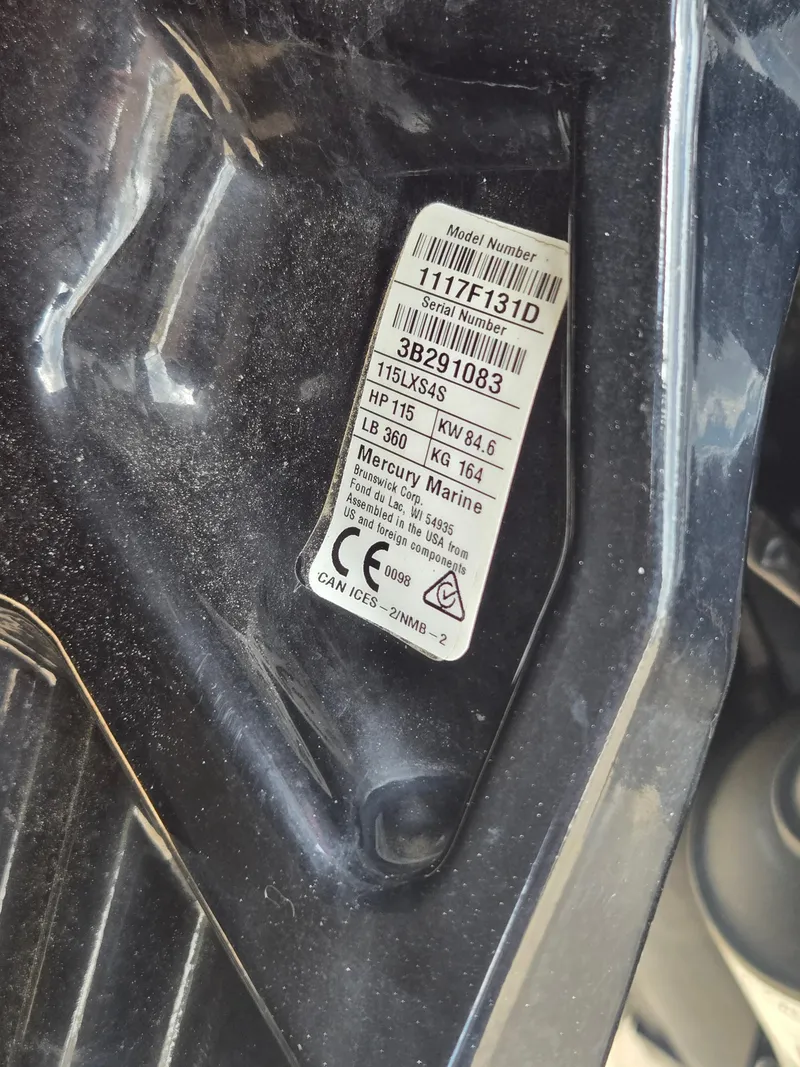 Model Number
1117F131D
Serial Number
3B291083
115LXS4S
HP 115 KW 84.6
LB 360 KG 164
Mercury Marine
Brunswick Corp.
Fond du Lac, WI 54935
Assembled in the USA from
US and foreign components
CE 0098
CAN ICES-2/NMB-2